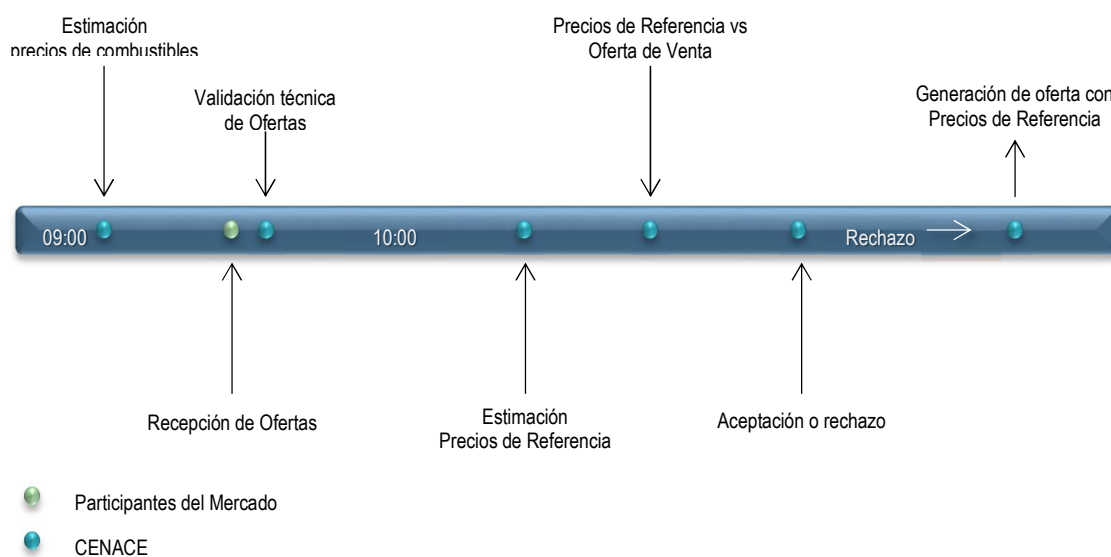 Estimación
precios de combustibles
Precios de Referencia vs
Oferta de Venta
Validación técnica
de Ofertas
Generación de oferta con
Precios de Referencia
09:00
10:00
Rechazo
Recepción de Ofertas
Estimación
Precios de Referencia
Aceptación o rechazo
Participantes del Mercado
CENACE